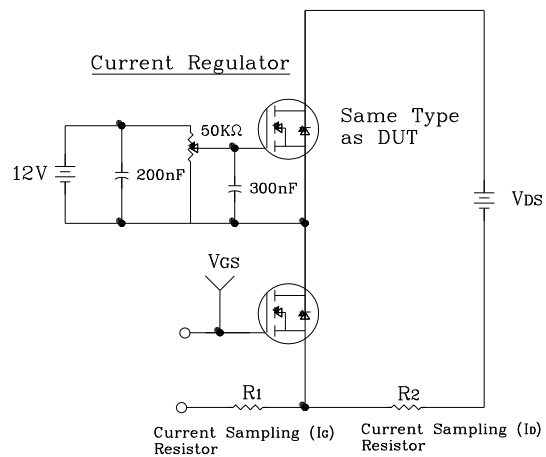 Current Regulator
50KΩ
Same Type
as DUT
12V
200nF
300nF
VDS
VGS
R1
R2
Current Sampling (IG)
Resistor
Current Sampling (ID)
Resistor